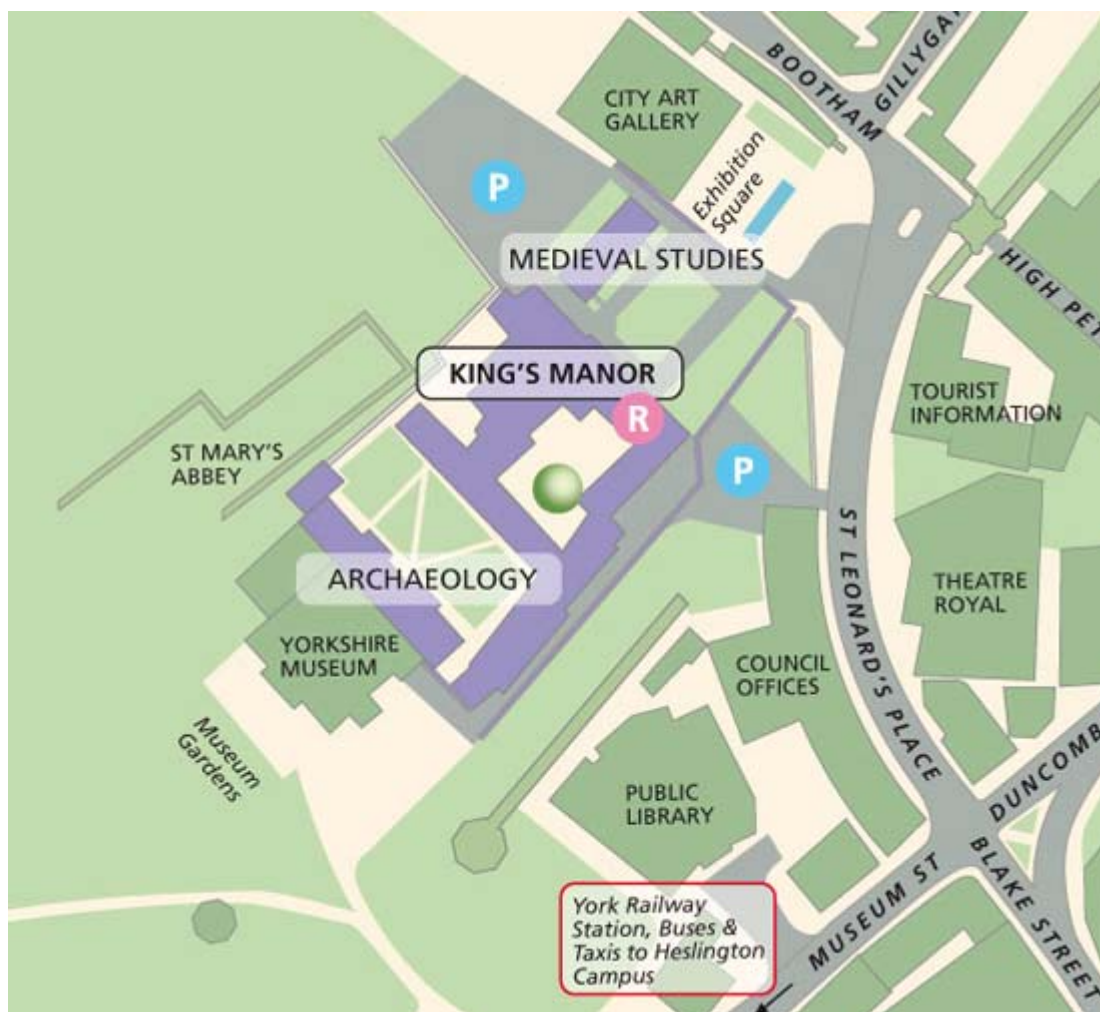 BOOTHAM
GILLYGA
CITY ART
GALLERY
P
Exhibition
Square
MEDIEVAL STUDIES
HIGH PET
KING'S MANOR
R
TOURIST
INFORMATION
ST MARY'S
ABBEY
P
ST LEONARD'S PLACE
ARCHAEOLOGY
THEATRE
ROYAL
YORKSHIRE
MUSEUM
COUNCIL
OFFICES
Museum
Gardens
DUNCOMB
PUBLIC
LIBRARY
BLAKE STREET
MUSEUM ST
York Railway
Station, Buses &
Taxis to Heslington
Campus